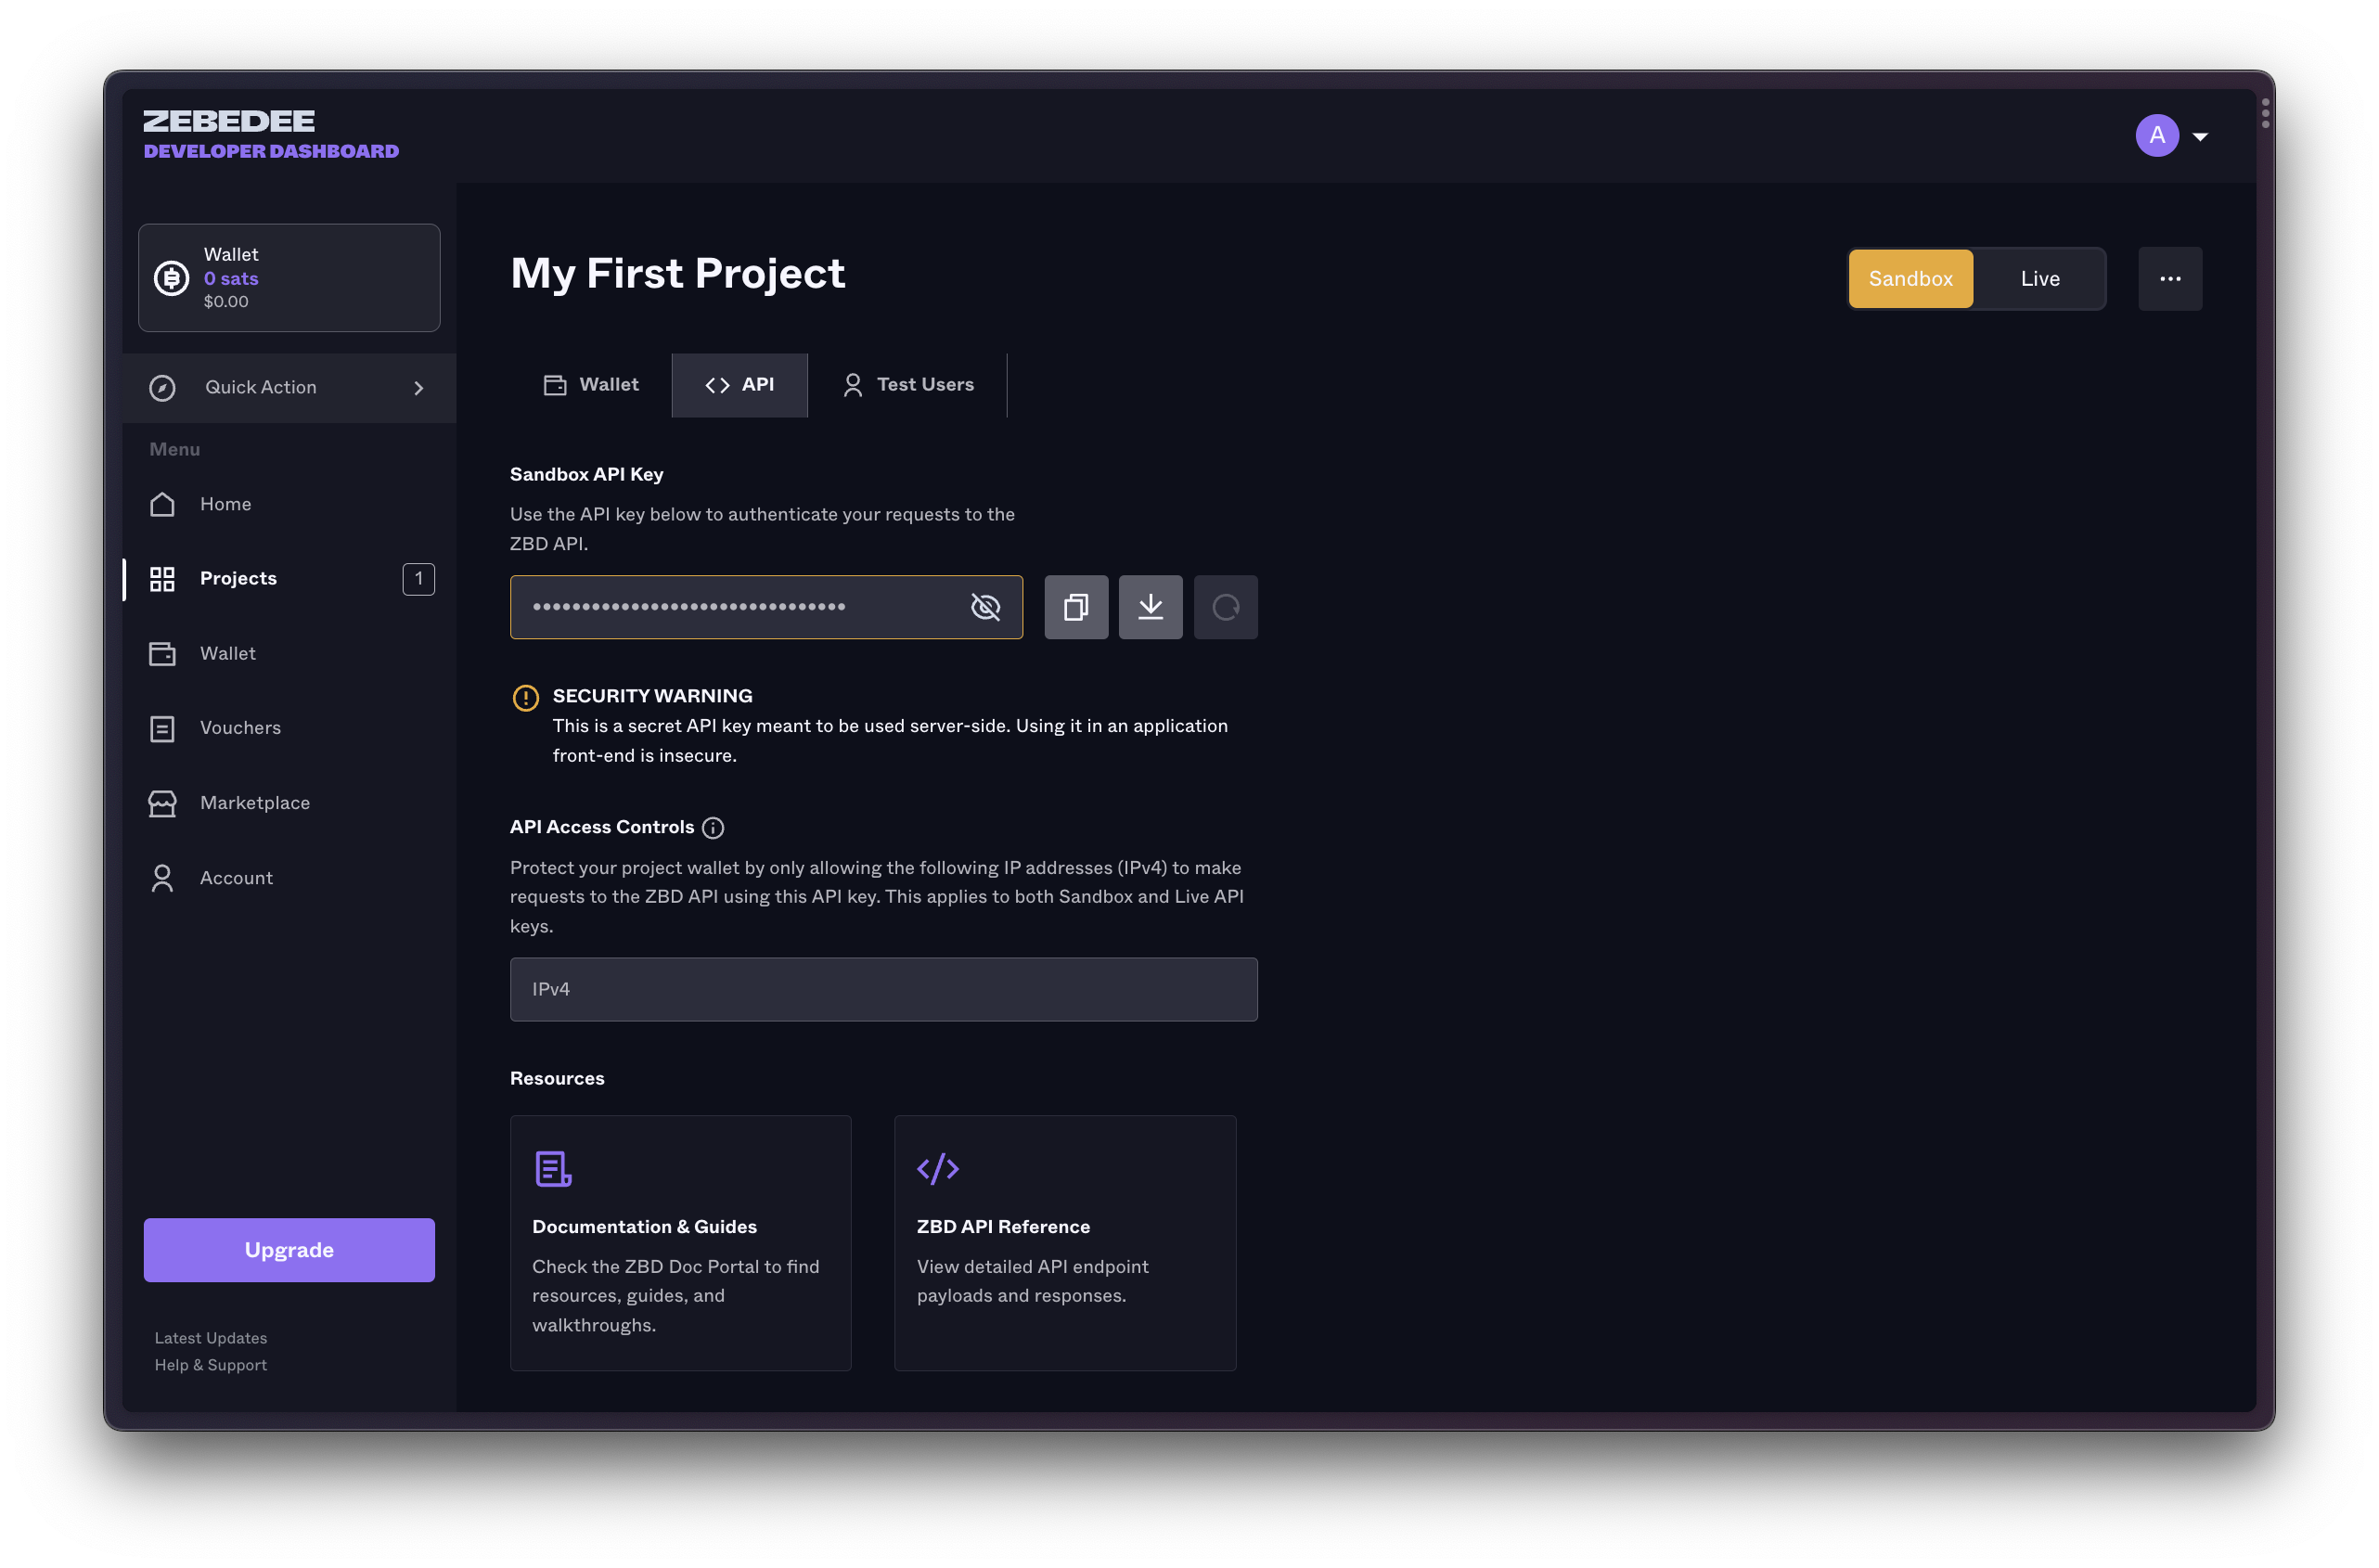 ZEBEDEE
DEVELOPER DASHBOARD
A
Wallet
0 sats
$0.00
Quick Action
Menu
Home
Projects
1
Wallet
Vouchers
Marketplace
Account
Upgrade
Latest Updates
Help & Support
My First Project
Sandbox
Live
Wallet
API
Test Users
Sandbox API Key
Use the API key below to authenticate your requests to the
ZBD API.
SECURITY WARNING
This is a secret API key meant to be used server-side. Using it in an application
front-end is insecure.
API Access Controls
Protect your project wallet by only allowing the following IP addresses (IPv4) to make
requests to the ZBD API using this API key. This applies to both Sandbox and Live API
keys.
IPv4
Resources
Documentation & Guides
Check the ZBD Doc Portal to find
resources, guides, and
walkthroughs.
ZBD API Reference
View detailed API endpoint
payloads and responses.